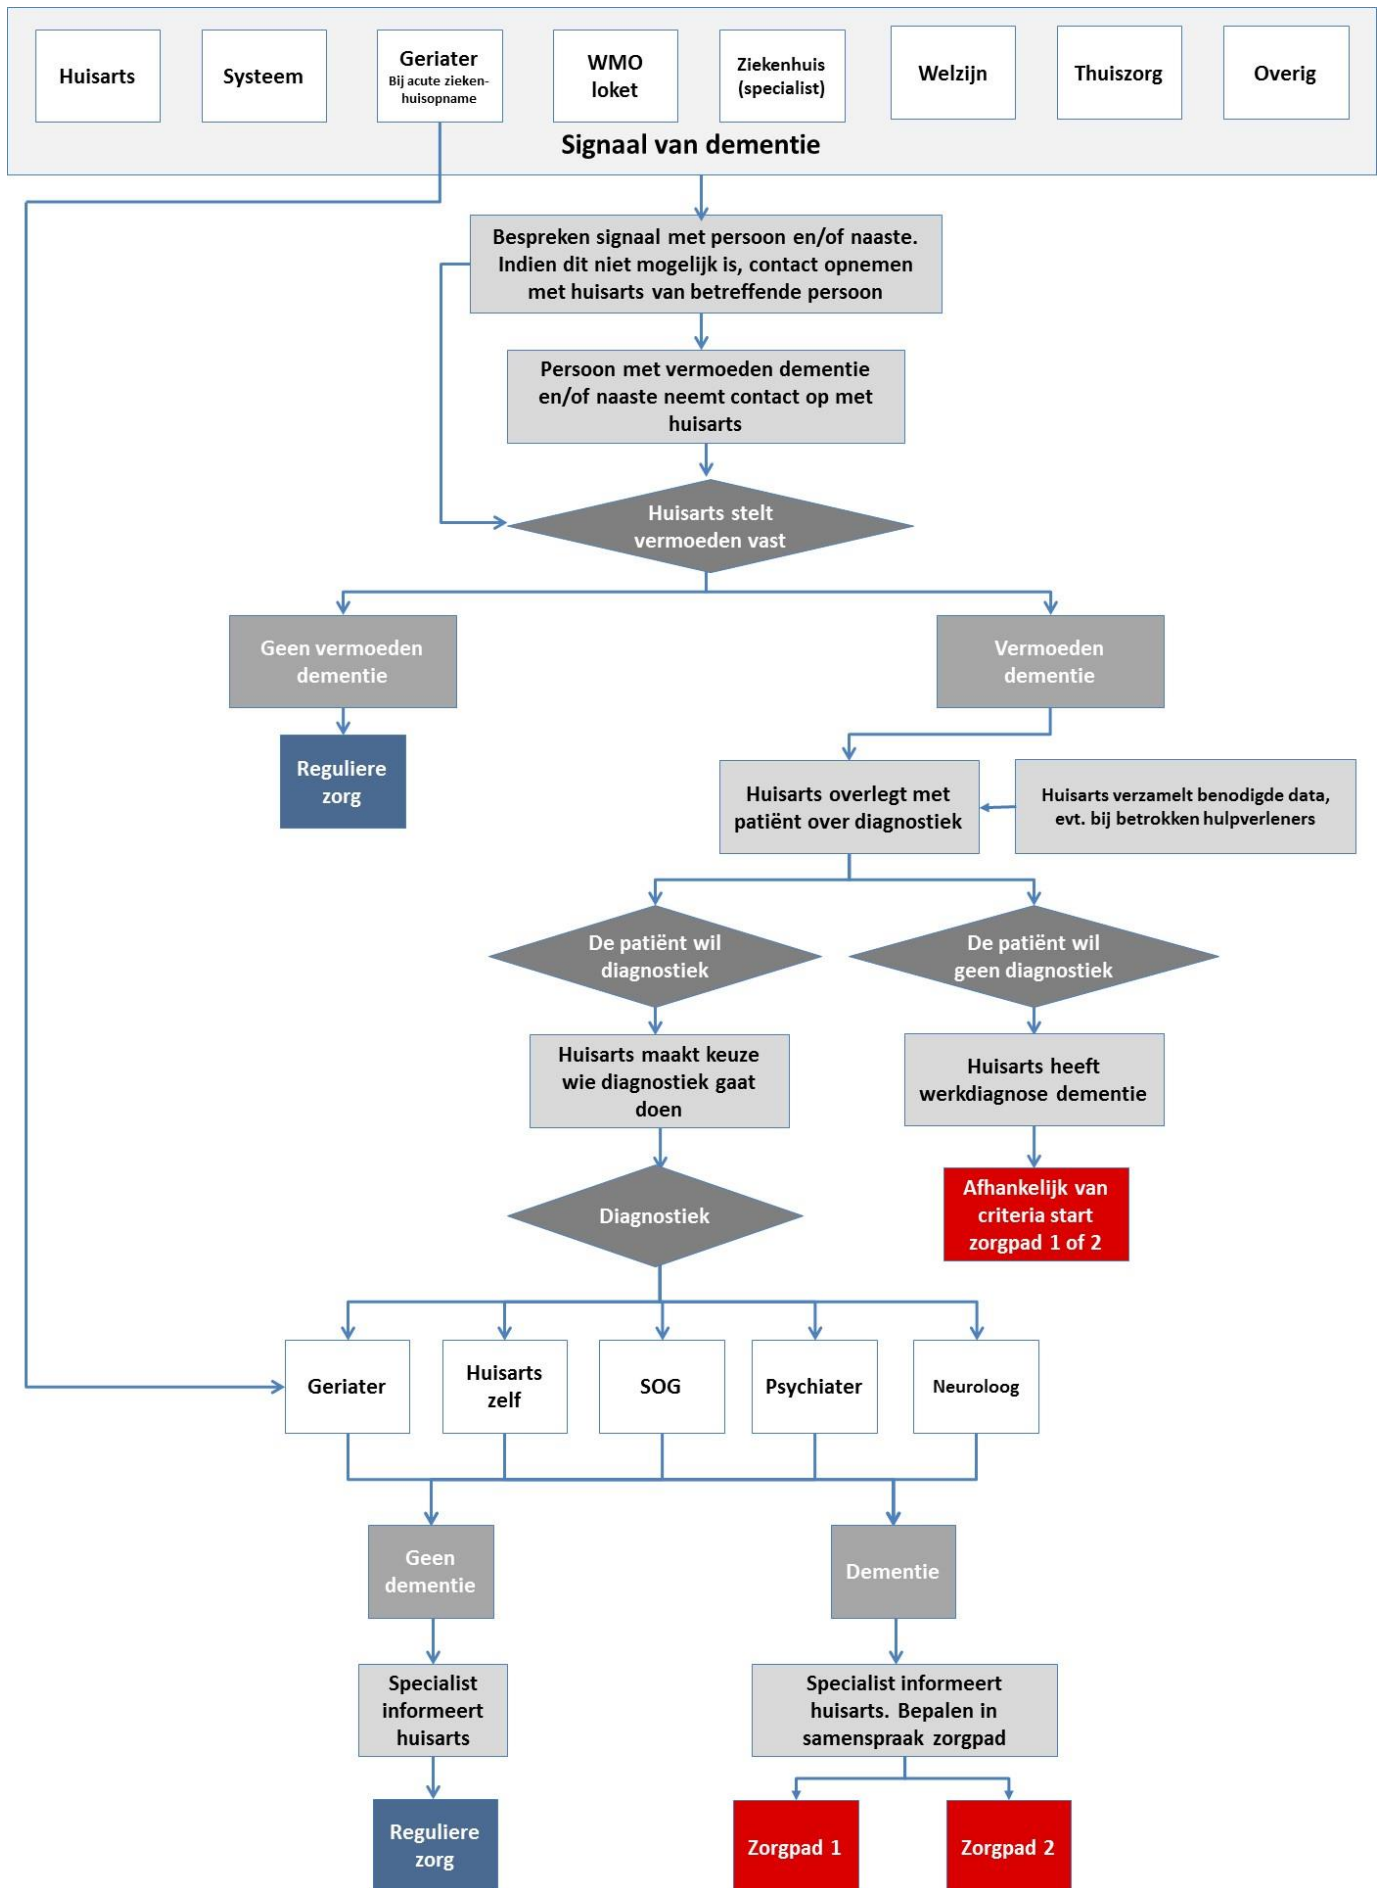 Huisarts
Systeem
Geriater
Bij acute zieken-
huisopname
WMO
loket
Ziekenhuis
(specialist)
Welzijn
Thuiszorg
Overig
Signaal van dementie
Bespreken signaal met persoon en/of naaste.
Indien dit niet mogelijk is, contact opnemen
met huisarts van betreffende persoon
Persoon met vermoeden dementie
en/of naaste neemt contact op met
huisarts
Huisarts stelt
vermoeden vast
Geen vermoeden
dementie
Vermoeden
dementie
Reguliere
zorg
Huisarts overlegt met
patiënt over diagnostiek
Huisarts verzamelt benodigde data,
evt. bij betrokken hulpverleners
De patiënt wil
diagnostiek
De patiënt wil
geen diagnostiek
Huisarts maakt keuze
wie diagnostiek gaat
doen
Huisarts heeft
werkdiagnose dementie
Diagnostiek
Afhankelijk van
criteria start
zorgpad 1 of 2
Geriater
Huisarts
zelf
SOG
Psychiater
Neuroloog
Geen
dementie
Dementie
Specialist
informeert
huisarts
Specialist informeert
huisarts. Bepalen in
samenspraak zorgpad
Reguliere
zorg
Zorgpad 1
Zorgpad 2